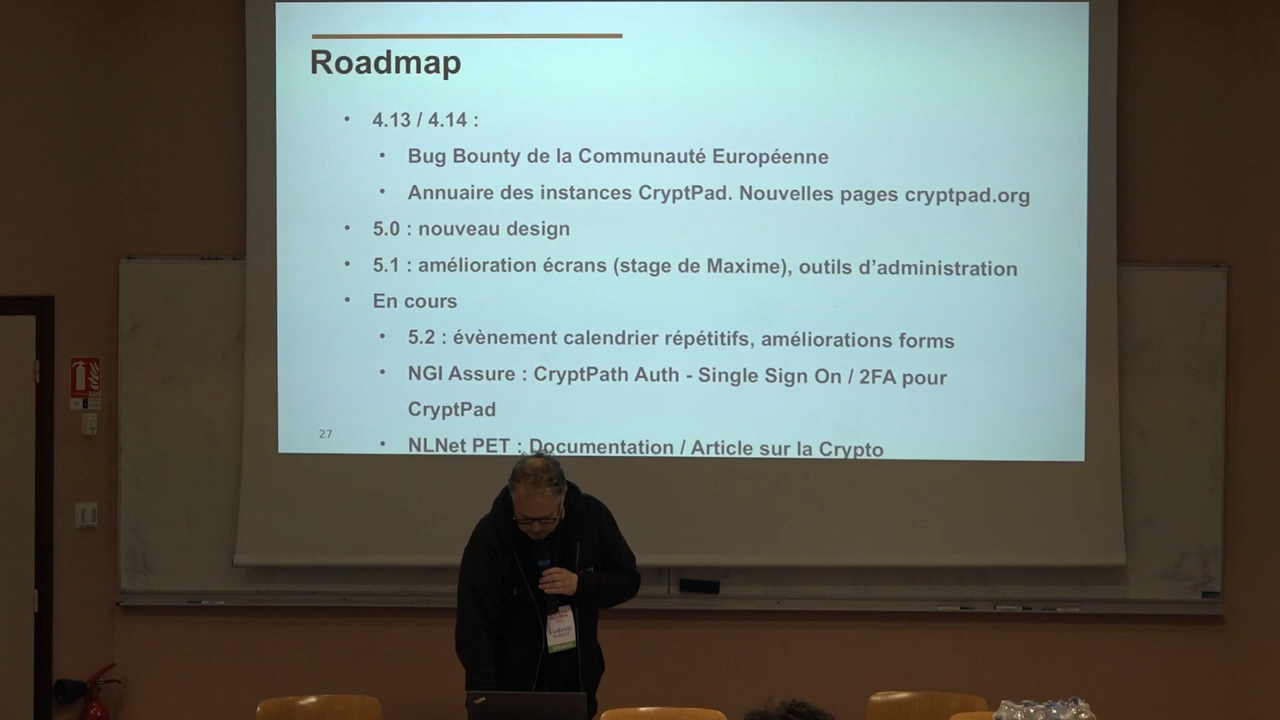 Roadmap
• 4.13 / 4.14 :
• Bug Bounty de la Communauté Européenne
• Annuaire des instances CryptPad. Nouvelles pages cryptpad.org
• 5.0 : nouveau design
• 5.1 : amélioration écrans (stage de Maxime), outils d’administration
• En cours
• 5.2 : évènement calendrier répétitifs, améliorations forms
• NGI Assure : CryptPath Auth - Single Sign On / 2FA pour
CryptPad
27
• NLNet PET : Documentation / Article sur la Crypto
Ludovic